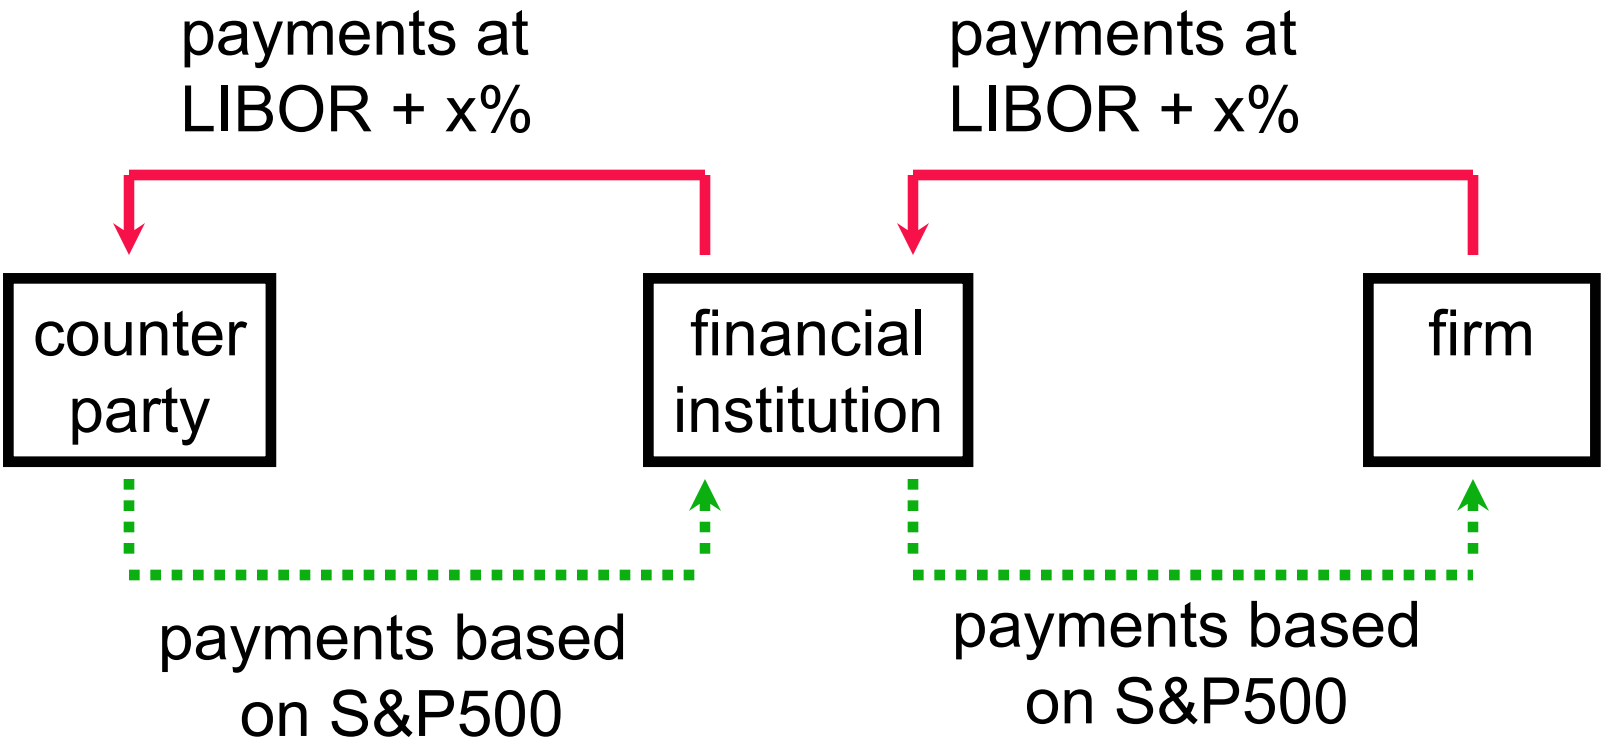 payments at
LIBOR + x%
payments at
LIBOR + x%
counter
party
financial
institution
firm
payments based
on S&P500
payments based
on S&P500